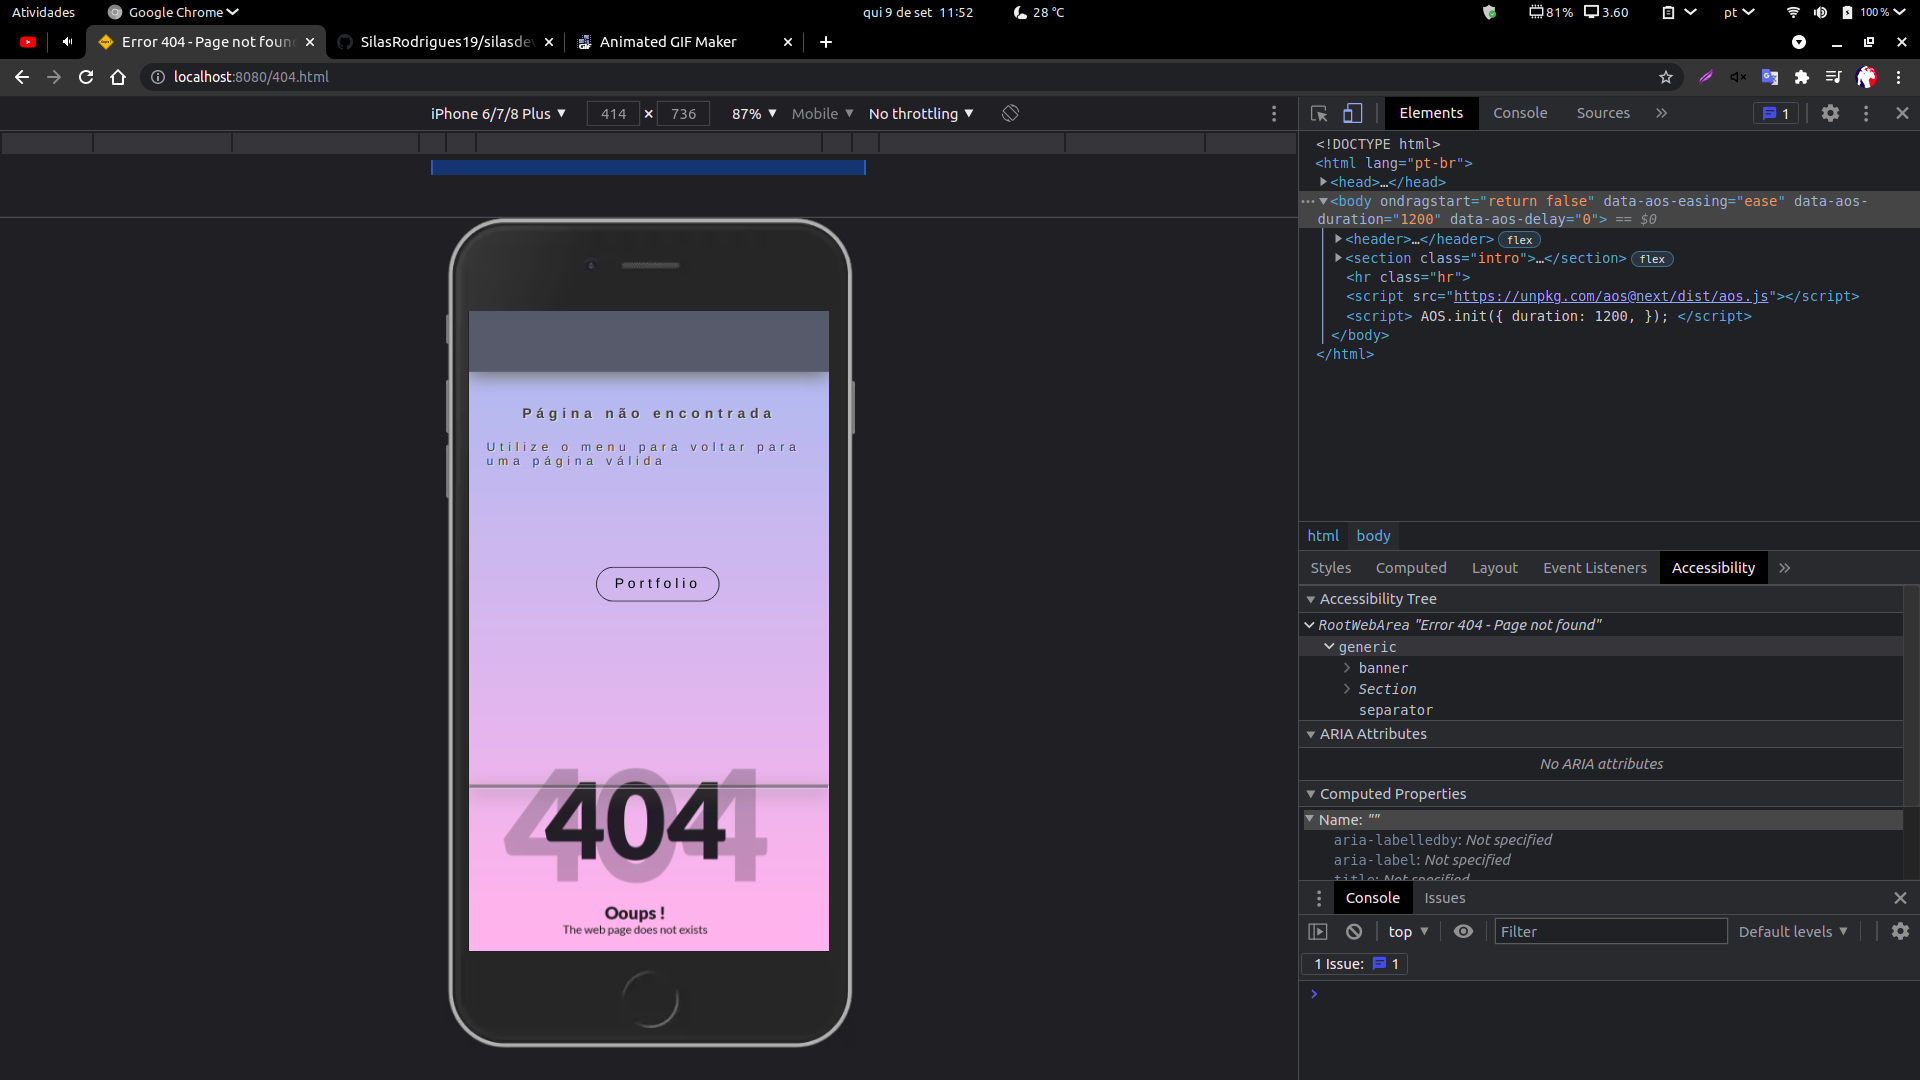 Atividades
Google Chrome
qui 9 de set 11:52
28 °C
81%
3.60
pt
100 %
Error 404 - Page not foun
SilasRodrigues19/silasde
Animated GIF Maker
localhost:8080/404.html
iPhone 6/7/8 Plus
414 × 736
87%
Mobile
No throttling
Elements
Console
Sources
1
<!DOCTYPE html>
<html lang="pt-br">
<head>…</head>
<body ondragstart="return false" data-aos-easing="ease" data-aos-
duration="1200" data-aos-delay="0"> == $0
<header>…</header> flex
<section class="intro">…</section> flex
<hr class="hr">
<script src="https://unpkg.com/aos@next/dist/aos.js"></script>
<script> AOS.init({ duration: 1200, }); </script>
</body>
</html>
html body
Styles
Computed
Layout
Event Listeners
Accessibility
Accessibility Tree
RootWebArea "Error 404 - Page not found"
generic
banner
Section
separator
ARIA Attributes
No ARIA attributes
Computed Properties
Name: ""
aria-labelledby: Not specified
aria-label: Not specified
title: Not specified
Console
Issues
top
Filter
Default levels
1 Issue: 1
Página não encontrada
Utilize o menu para voltar para
uma página válida
Portfolio
404
404
Ooups !
The web page does not exists